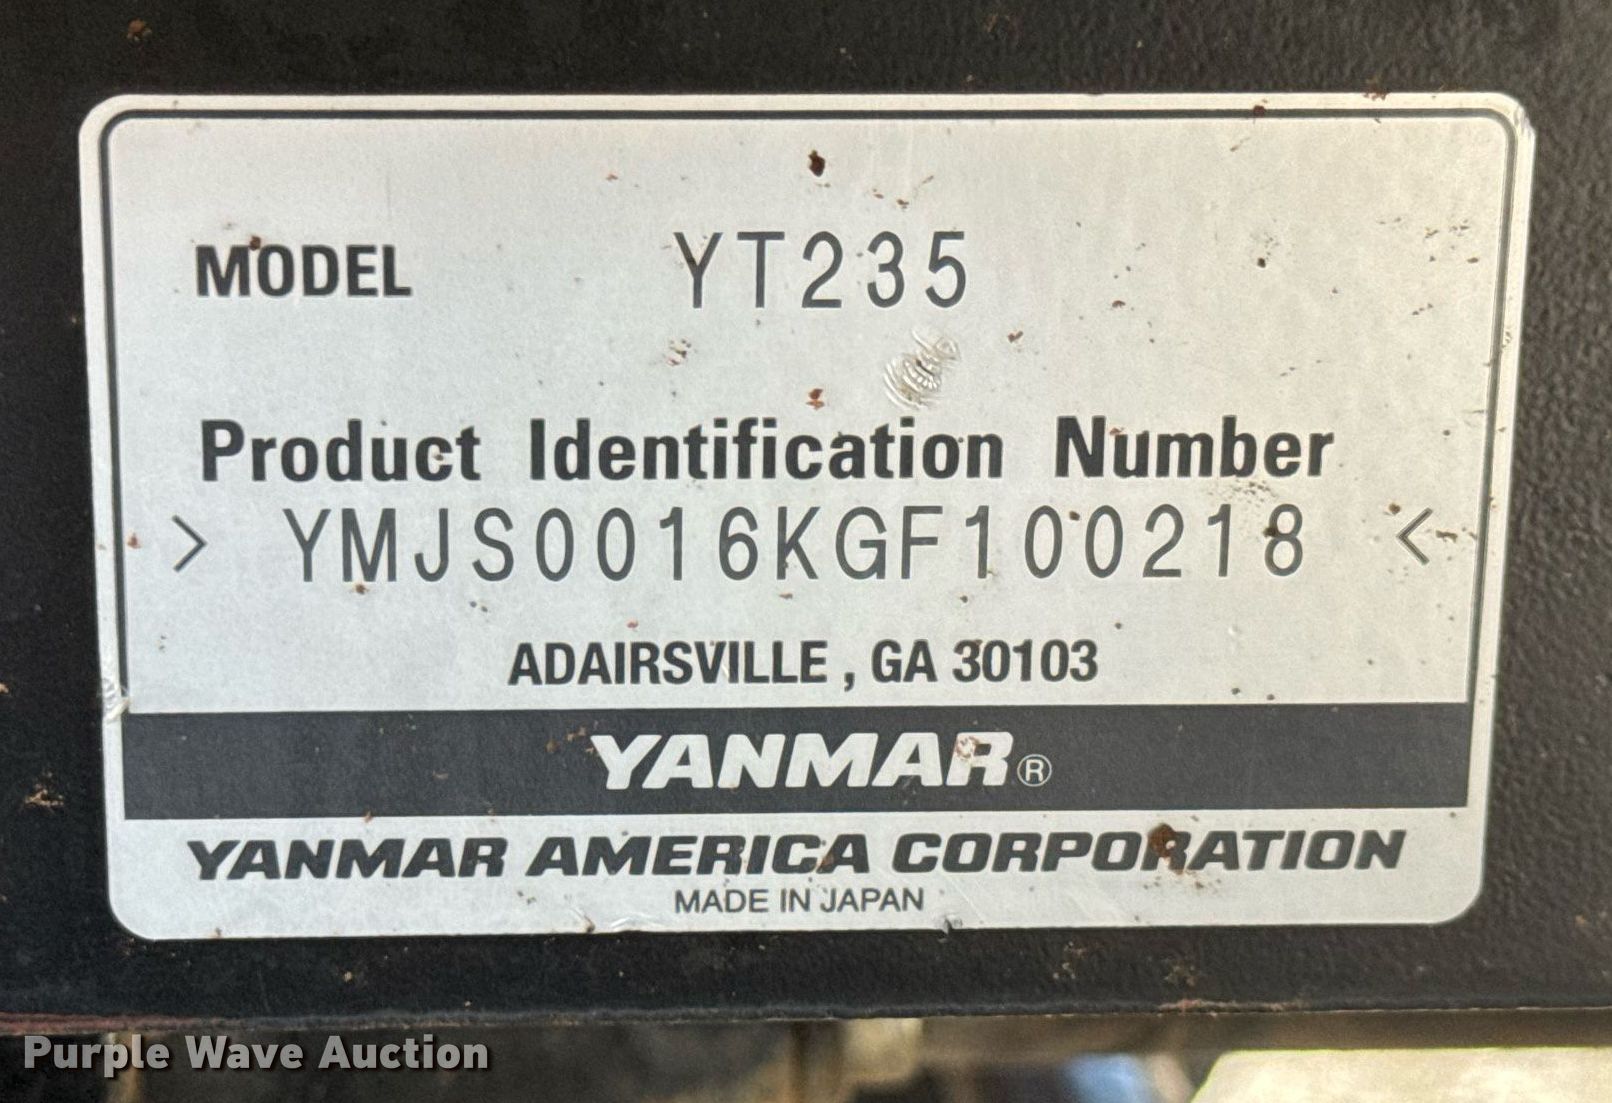 MODEL YT235
Product Identification Number
> YMJS0016KGF100218 <
ADAIRSVILLE , GA 30103
YANMAR®
YANMAR AMERICA CORPORATION
MADE IN JAPAN
Purple Wave Auction